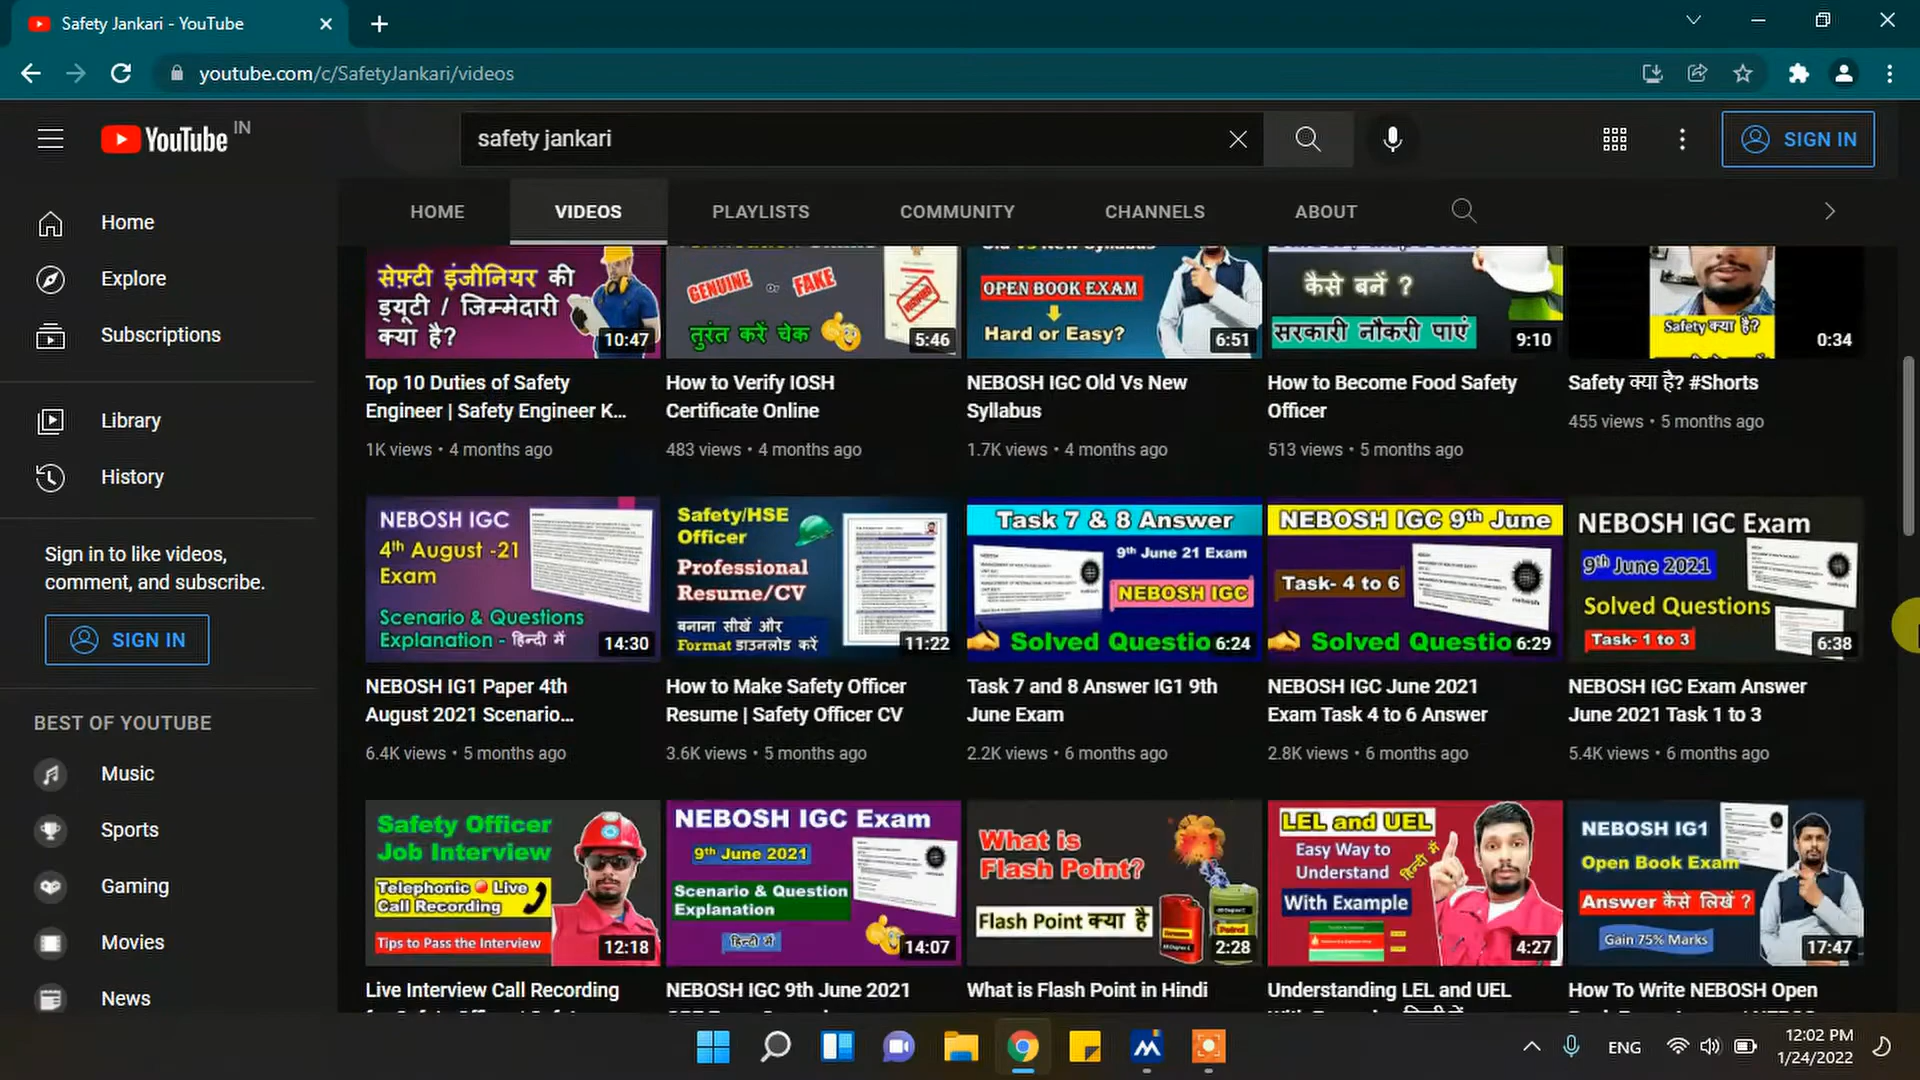 Safety Jankari - YouTube
youtube.com/c/SafetyJankari/videos
YouTube IN
safety jankari
SIGN IN
HOME
VIDEOS
PLAYLISTS
COMMUNITY
CHANNELS
ABOUT
Home
Explore
Subscriptions
Library
History
Sign in to like videos,
comment, and subscribe.
SIGN IN
BEST OF YOUTUBE
Music
Sports
Gaming
Movies
News
सेफ़्टी इंजीनियर की
ड्यूटी / जिम्मेदारी
क्या है?
10:47
Top 10 Duties of Safety
Engineer | Safety Engineer K...
1K views • 4 months ago
GENUINE or FAKE
तुरंत करें चेक
5:46
How to Verify IOSH
Certificate Online
483 views • 4 months ago
Old Vs New Syllabus
OPEN BOOK EXAM
Hard or Easy?
6:51
NEBOSH IGC Old Vs New
Syllabus
1.7K views • 4 months ago
कैसे बनें ?
सरकारी नौकरी पाएं
9:10
How to Become Food Safety
Officer
513 views • 5 months ago
Safety क्या है?
0:34
Safety क्या है? #Shorts
455 views • 5 months ago
NEBOSH IGC
4th August -21
Exam
Scenario & Questions
Explanation - हिन्दी में
14:30
NEBOSH IG1 Paper 4th
August 2021 Scenario...
6.4K views • 5 months ago
Safety/HSE
Officer
Professional
Resume/CV
बनाना सीखें और
Format डाउनलोड करें
11:22
How to Make Safety Officer
Resume | Safety Officer CV
3.6K views • 5 months ago
Task 7 & 8 Answer
9th June 21 Exam
NEBOSH IGC
Solved Questio
6:24
Task 7 and 8 Answer IG1 9th
June Exam
2.2K views • 6 months ago
NEBOSH IGC 9th June
Task- 4 to 6
Solved Questio
6:29
NEBOSH IGC June 2021
Exam Task 4 to 6 Answer
2.8K views • 6 months ago
NEBOSH IGC Exam
9th June 2021
Solved Questions
Task- 1 to 3
6:38
NEBOSH IGC Exam Answer
June 2021 Task 1 to 3
5.4K views • 6 months ago
Safety Officer
Job Interview
Telephonic Live
Call Recording
Tips to Pass the Interview
12:18
Live Interview Call Recording
NEBOSH IGC Exam
9th June 2021
Scenario & Question
Explanation
हिन्दी में
14:07
NEBOSH IGC 9th June 2021
What is
Flash Point?
Flash Point क्या है
2:28
What is Flash Point in Hindi
LEL and UEL
Easy Way to
Understand
हिन्दी में
With Example
4:27
Understanding LEL and UEL
NEBOSH IG1
Open Book Exam
Answer कैसे लिखें ?
Gain 75% Marks
17:47
How To Write NEBOSH Open
ENG
12:02 PM
1/24/2022